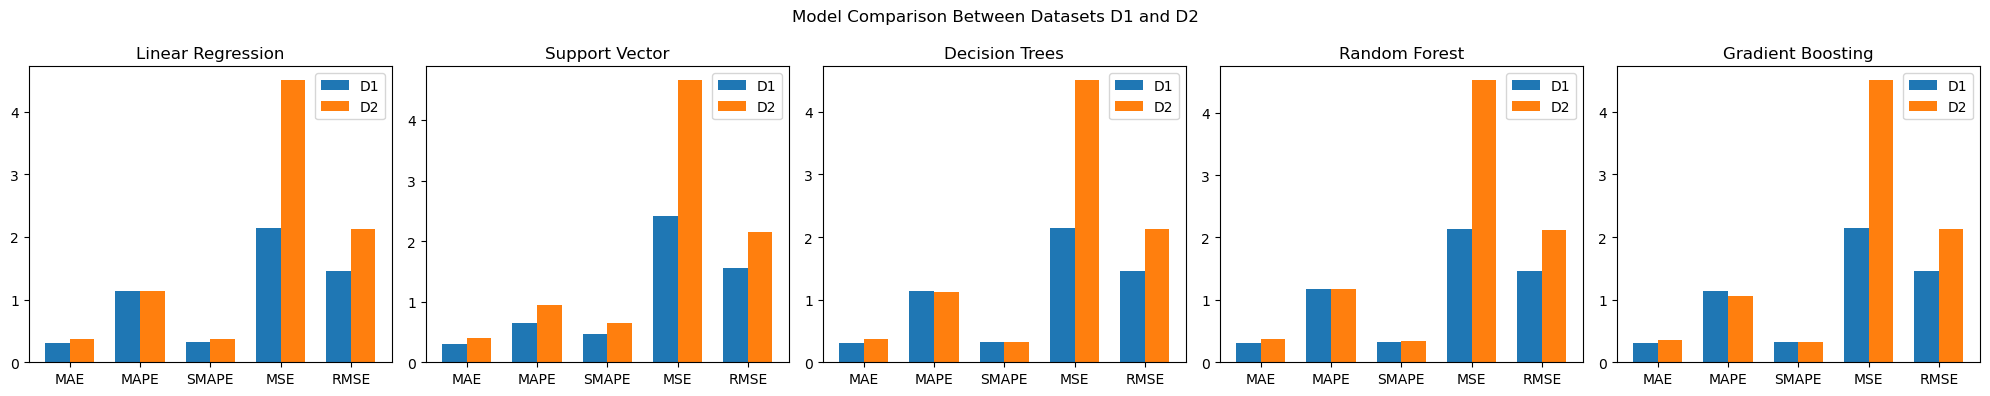 Model Comparison Between Datasets D1 and D2
Linear Regression
D1
D2
4
3
2
1
0
MAE MAPE SMAPE MSE RMSE
Support Vector
D1
D2
4
3
2
1
0
MAE MAPE SMAPE MSE RMSE
Decision Trees
D1
D2
4
3
2
1
0
MAE MAPE SMAPE MSE RMSE
Random Forest
D1
D2
4
3
2
1
0
MAE MAPE SMAPE MSE RMSE
Gradient Boosting
D1
D2
4
3
2
1
0
MAE MAPE SMAPE MSE RMSE